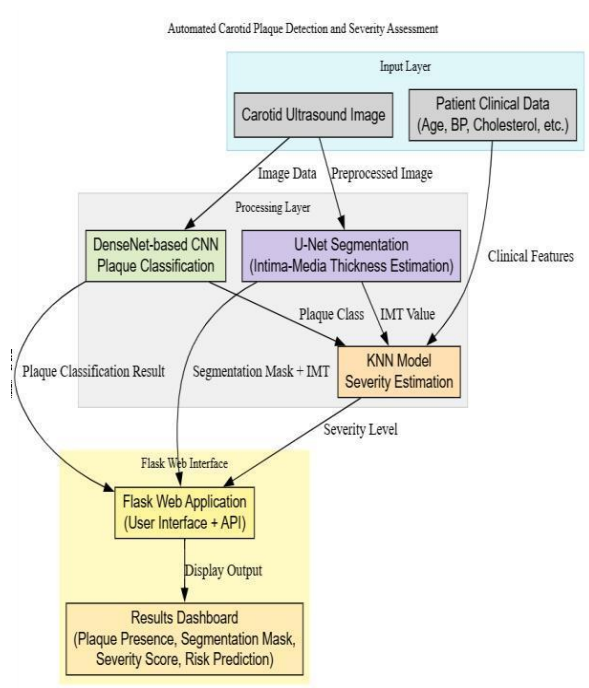 Automated Carotid Plaque Detection and Severity Assessment
Input Layer
Carotid Ultrasound Image
Patient Clinical Data
(Age, BP, Cholesterol, etc.)
Image Data
Preprocessed Image
Processing Layer
DenseNet-based CNN
Plaque Classification
U-Net Segmentation
(Intima-Media Thickness Estimation)
Clinical Features
Plaque Class
IMT Value
Plaque Classification Result
Segmentation Mask + IMT
KNN Model
Severity Estimation
Severity Level
Flask Web Interface
Flask Web Application
(User Interface + API)
Display Output
Results Dashboard
(Plaque Presence, Segmentation Mask,
Severity Score, Risk Prediction)